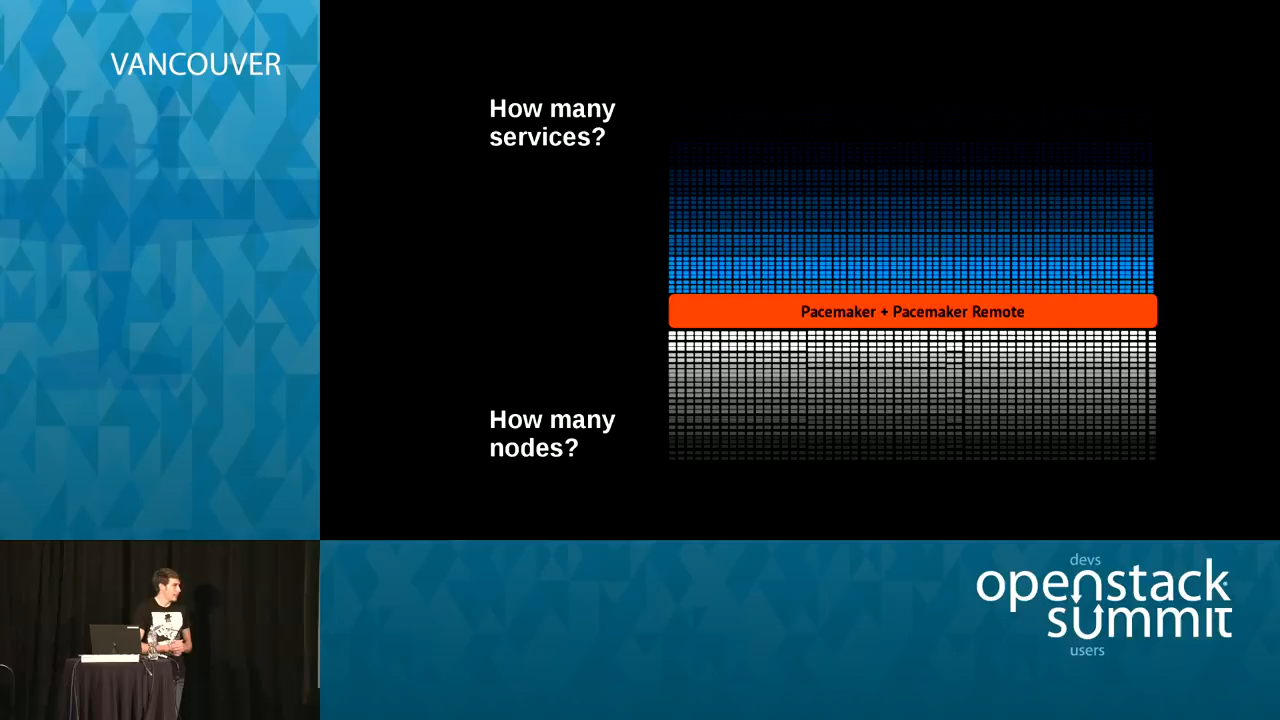 VANCOUVER
How many
services?
Pacemaker + Pacemaker Remote
How many
nodes?
devs
openstack
summit
users